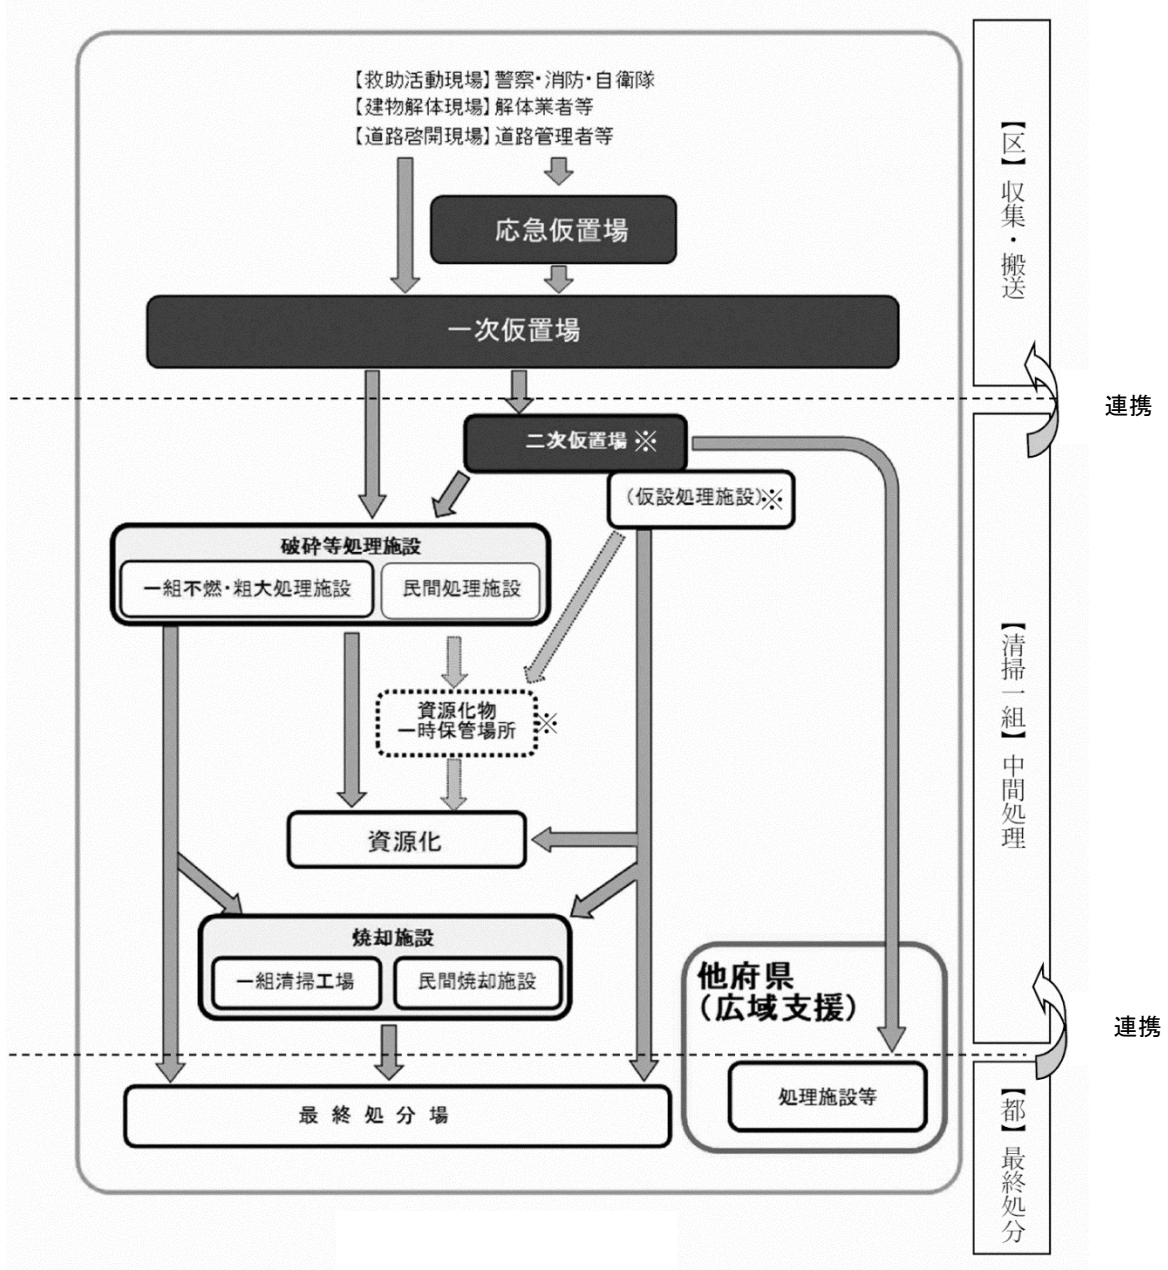 【救助活動現場】警察・消防・自衛隊
【建物解体現場】解体業者等
【道路啓開現場】道路管理者等
応急仮置場
一次仮置場
二次仮置場※
(仮設処理施設)※
破砕等処理施設
一組不燃・粗大処理施設
民間処理施設
資源化物
一時保管場所※
資源化
焼却施設
一組清掃工場
民間焼却施設
他府県
(広域支援)
処理施設等
最終処分場
【区】収集・搬送
連携
【清掃一組】中間処理
連携
【都】最終処分